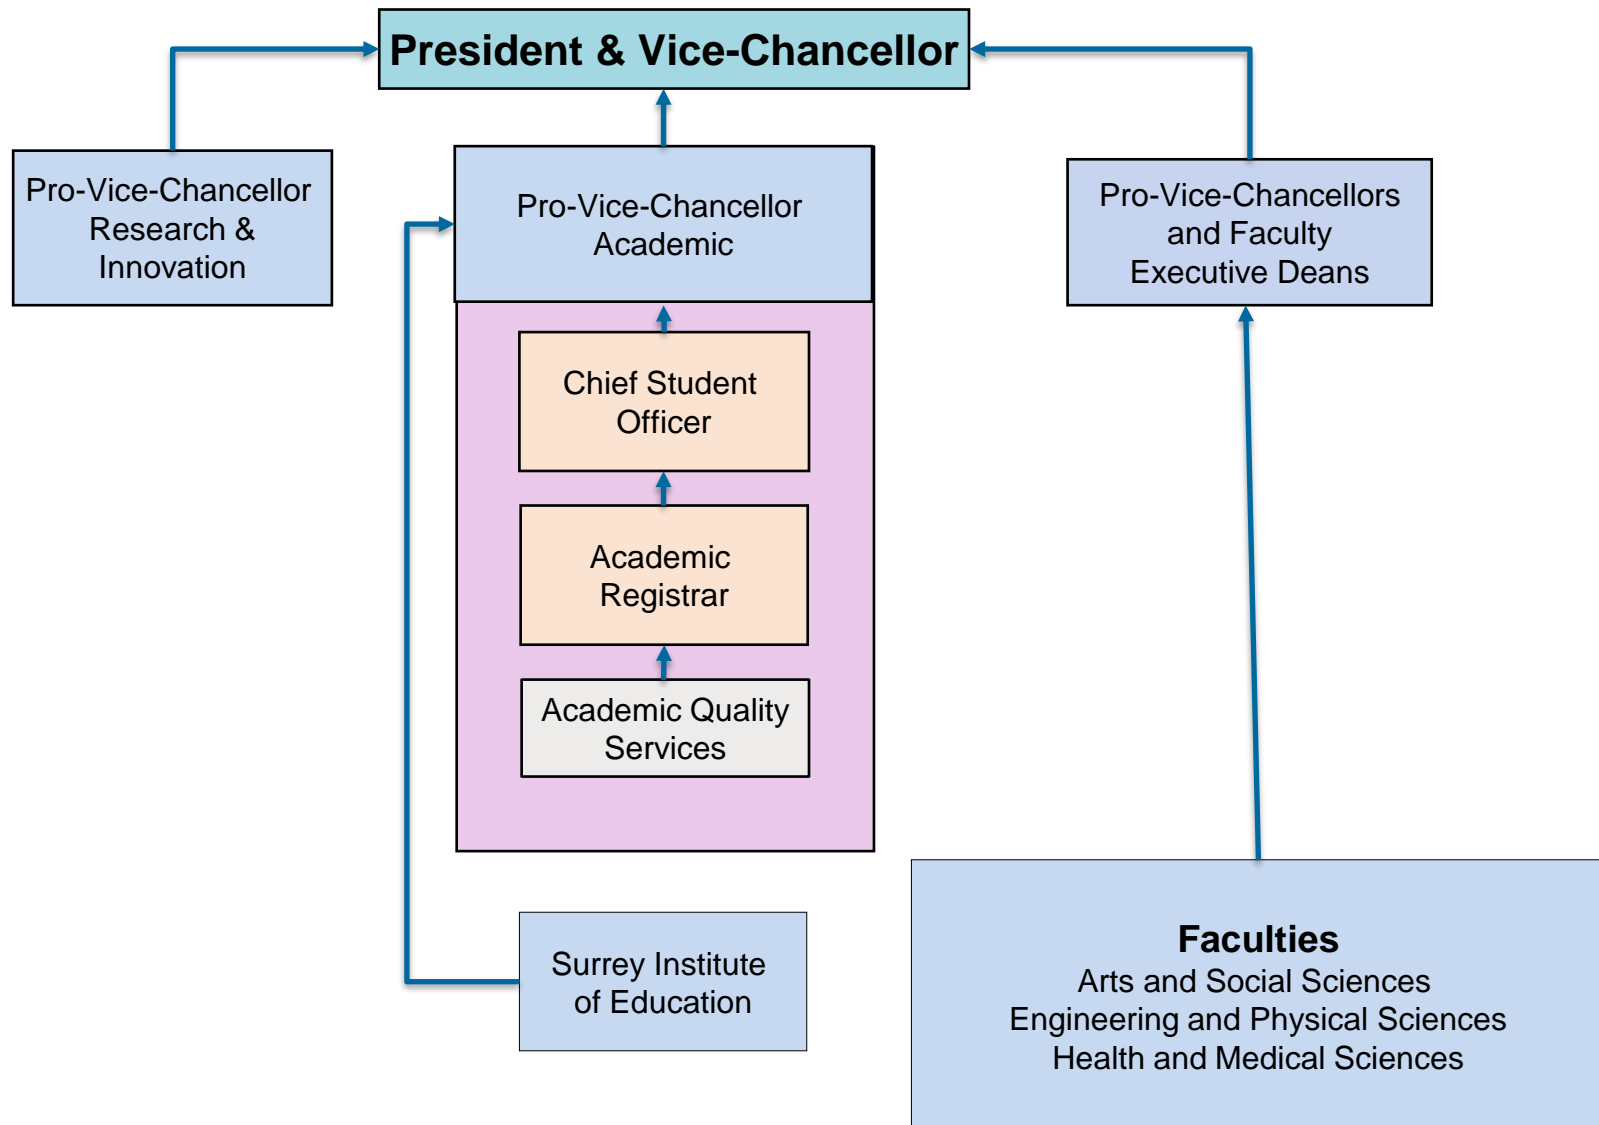 President & Vice-Chancellor
Pro-Vice-Chancellor
Research &
Innovation
Pro-Vice-Chancellor
Academic
Pro-Vice-Chancellors
and Faculty
Executive Deans
Chief Student
Officer
Academic
Registrar
Academic Quality
Services
Surrey Institute
of Education
Faculties
Arts and Social Sciences
Engineering and Physical Sciences
Health and Medical Sciences